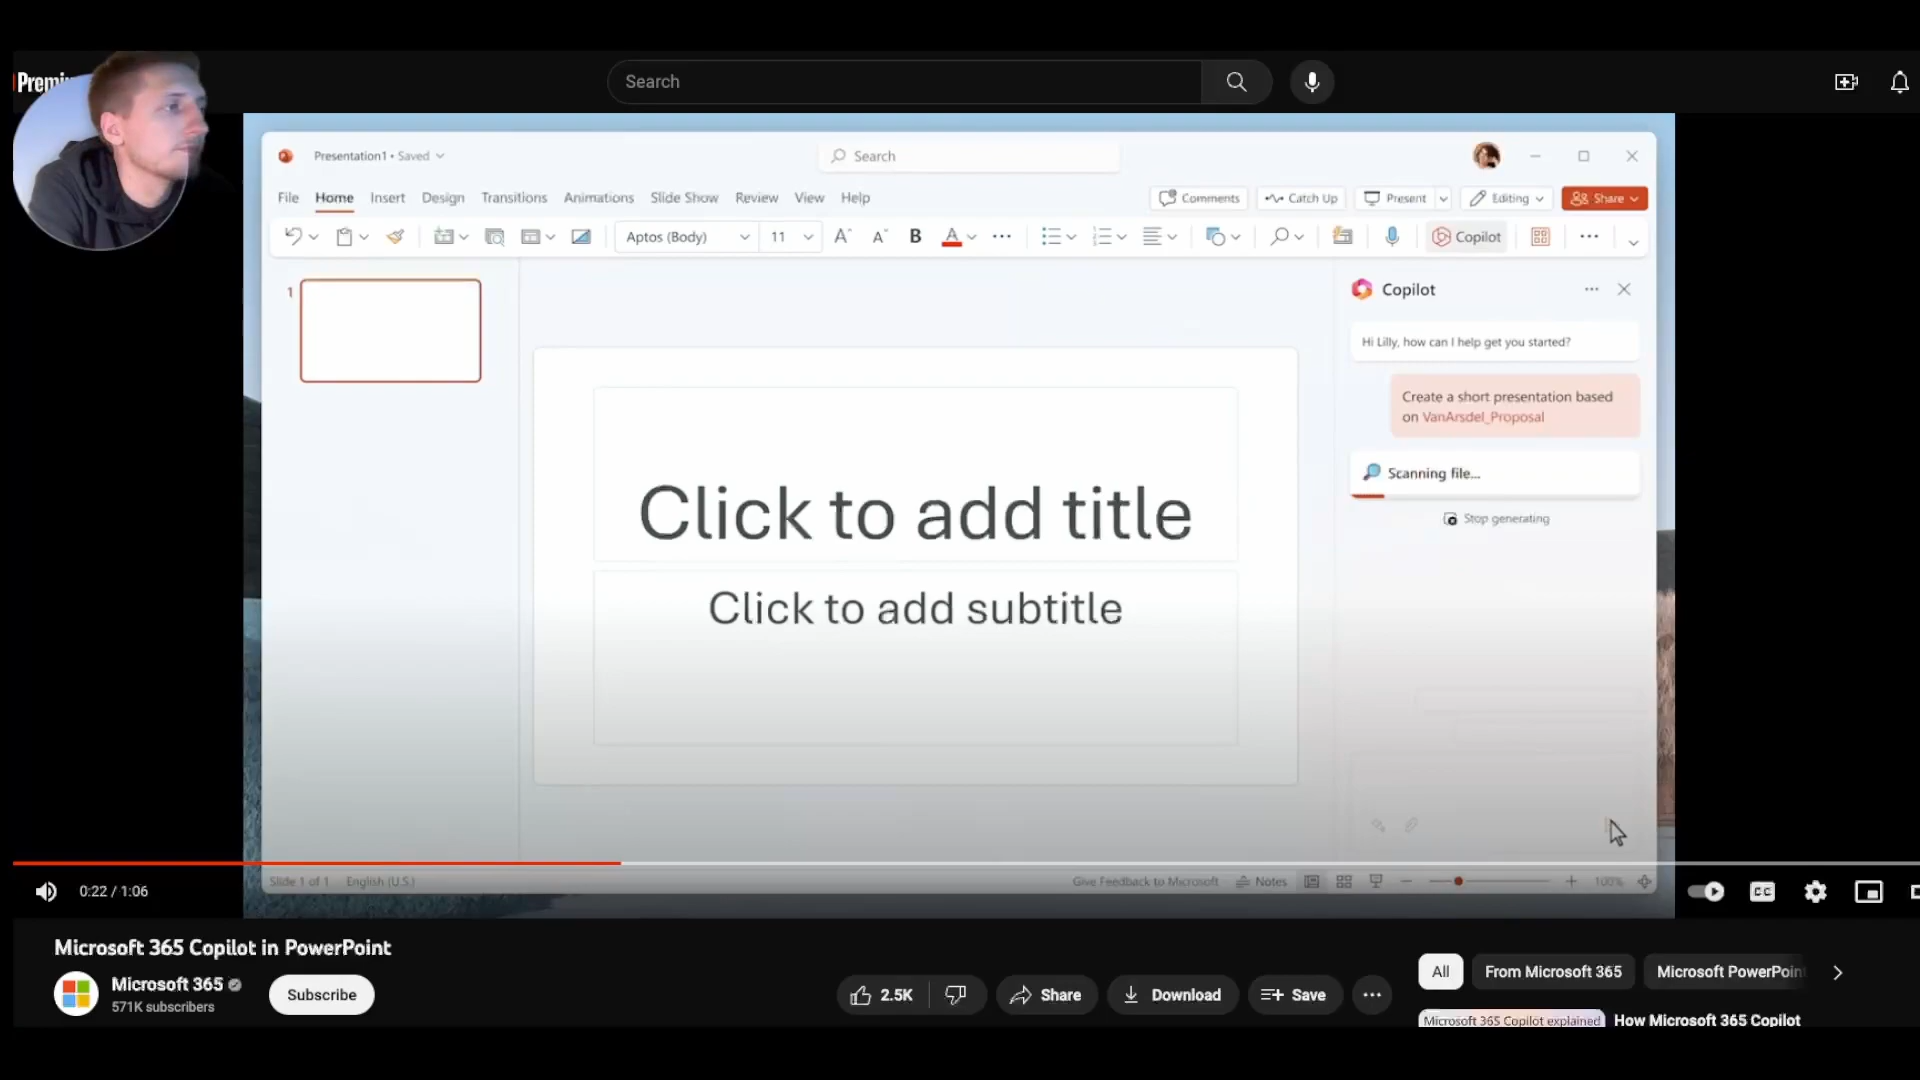 Search
Presentation1 • Saved
Search
File Home Insert Design Transitions Animations Slide Show Review View Help
Comments Catch Up Present Editing Share
Aptos (Body) 11 A A B A Copilot
1
Copilot
Hi Lilly, how can I help get you started?
Create a short presentation based
on VanArsdel_Proposal
Scanning file...
Stop generating
Click to add title
Click to add subtitle
Slide 1 of 1 English (U.S.) Give Feedback to Microsoft Notes 100%
0:22 / 1:06 CC
Microsoft 365 Copilot in PowerPoint
Microsoft 365
571K subscribers
Subscribe
2.5K Share Download Save
All From Microsoft 365 Microsoft
Microsoft 365 Copilot explained
How Microsoft 365 Copilot